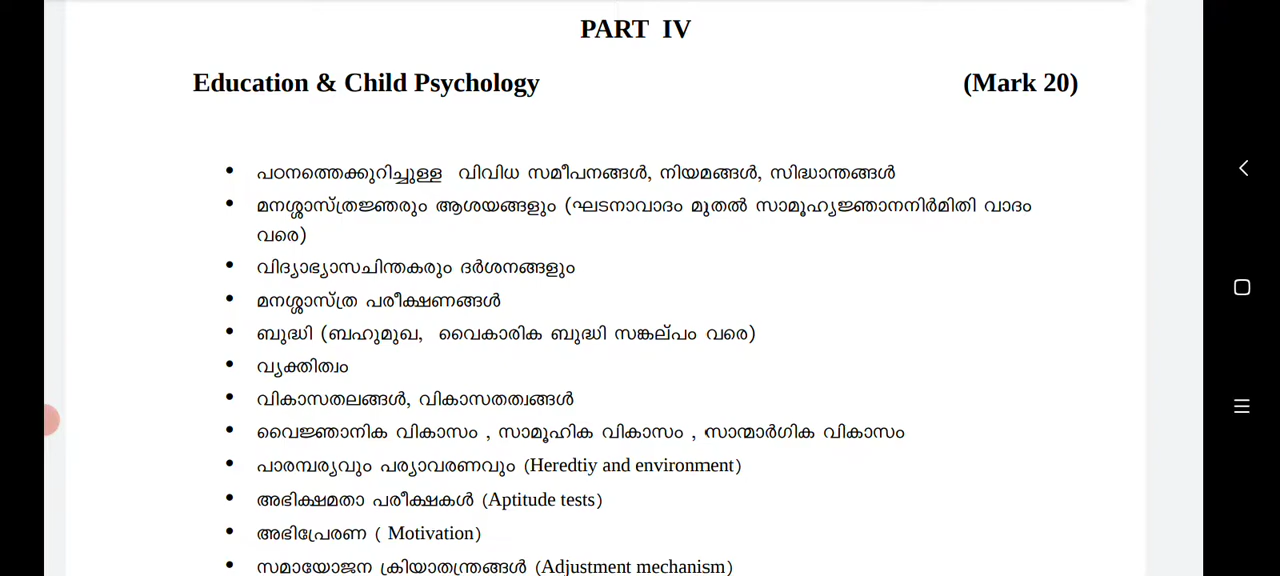 PART IV
Education & Child Psychology (Mark 20)
• പഠനത്തെക്കുറിച്ചുള്ള വിവിധ സമീപനങ്ങൾ, നിയമങ്ങൾ, സിദ്ധാന്തങ്ങൾ
• മനശ്ശാസ്ത്രജ്ഞരും ആശയങ്ങളും (ഘടനാവാദം മുതൽ സാമൂഹ്യജ്ഞാനനിർമിതി വാദം
വരെ)
• വിദ്യാഭ്യാസചിന്തകരും ദർശനങ്ങളും
• മനശ്ശാസ്ത്ര പരീക്ഷണങ്ങൾ
• ബുദ്ധി (ബഹുമുഖ, വൈകാരിക ബുദ്ധി സങ്കല്പം വരെ)
• വ്യക്തിത്വം
• വികാസതലങ്ങൾ, വികാസതത്വങ്ങൾ
• വൈജ്ഞാനിക വികാസം , സാമൂഹിക വികാസം , സാന്മാർഗിക വികാസം
• പാരമ്പര്യവും പര്യാവരണവും (Heredtiy and environment)
• അഭിക്ഷമതാ പരീക്ഷകൾ (Aptitude tests)
• അഭിപ്രേരണ ( Motivation)
• സമായോജന ക്രിയാതന്ത്രങ്ങൾ (Adjustment mechanism)